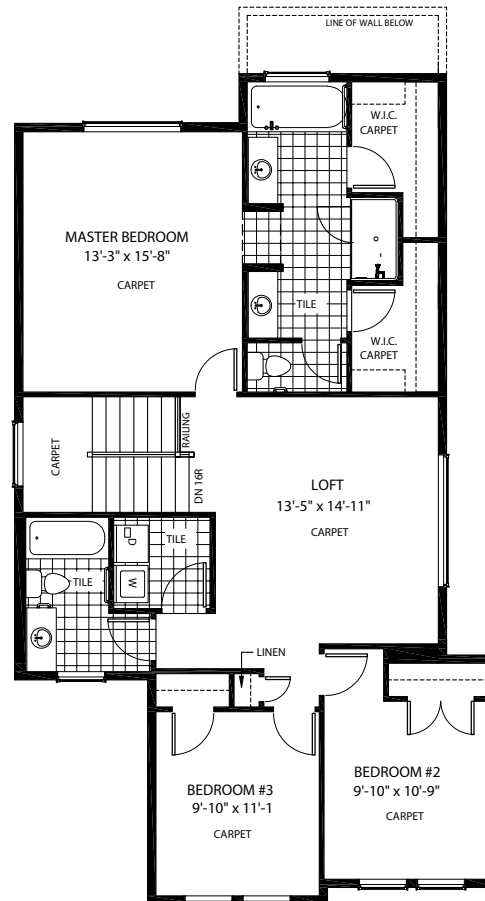 LINE OF WALL BELOW
W.I.C.
CARPET
MASTER BEDROOM
13'-3" x 15'-8"
CARPET
TILE
W.I.C.
CARPET
CARPET
RAILING
DN 16R
LOFT
13'-5" x 14'-11"
CARPET
D
TILE
W
TILE
LINEN
BEDROOM #2
9'-10" x 10'-9"
CARPET
BEDROOM #3
9'-10" x 11'-1
CARPET